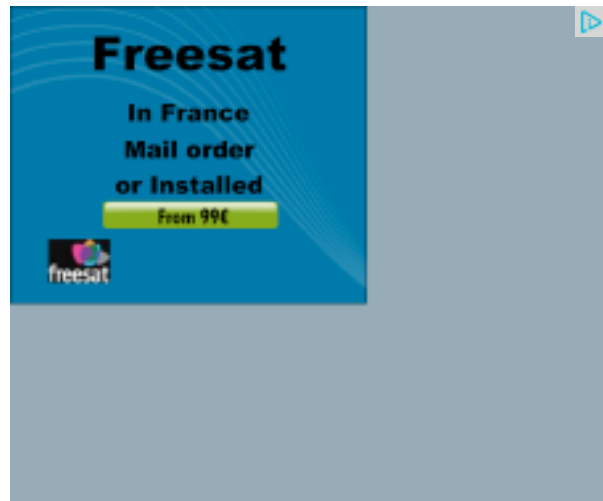 Freesat
In France
Mail order
or Installed
From 99€
freesat